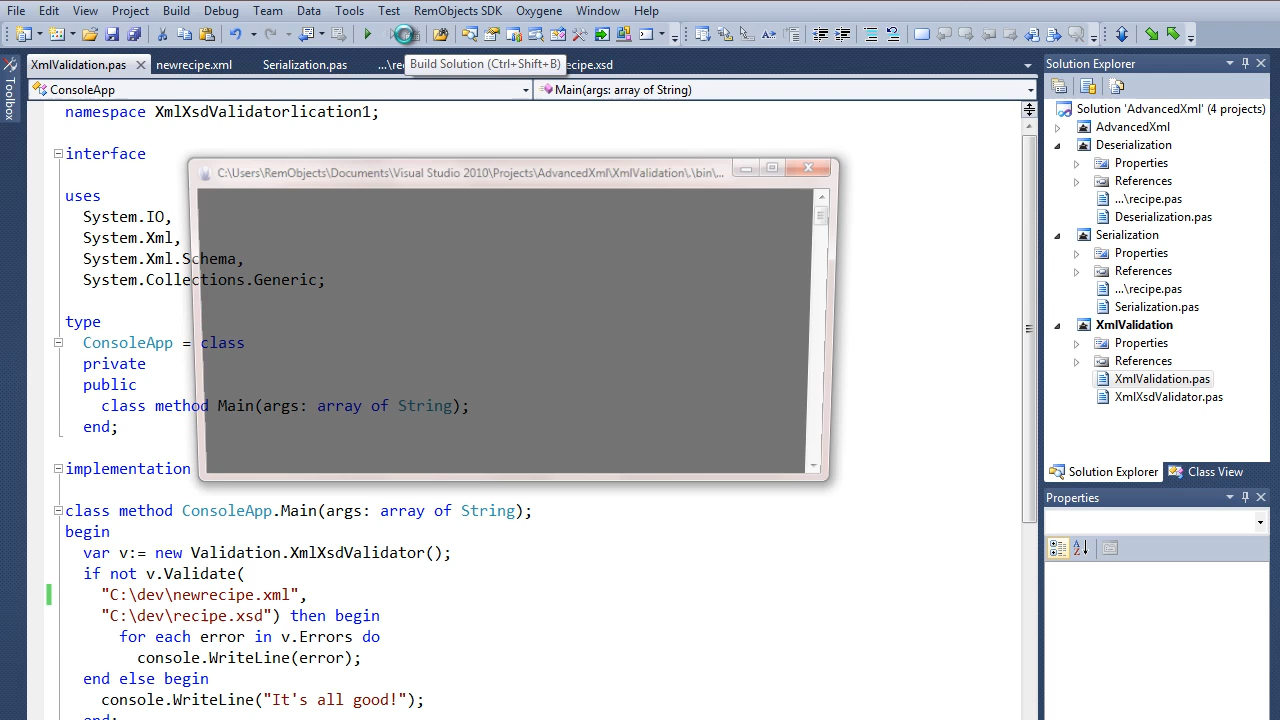 File Edit View Project Build Debug Team Data Tools Test RemObjects SDK Oxygene Window Help
XmlValidation.pas newrecipe.xml Serialization.pas ...\rec ecipe.xsd
Build Solution (Ctrl+Shift+B)
Toolbox
ConsoleApp Main(args: array of String)
namespace XmlXsdValidatorlication1;
interface
C:\Users\RemObjects\Documents\Visual Studio 2010\Projects\AdvancedXml\XmlValidation\.\bin\...
uses
System.IO,
System.Xml,
System.Xml.Schema,
System.Collections.Generic;
type
ConsoleApp = class
private
public
class method Main(args: array of String);
end;
implementation
class method ConsoleApp.Main(args: array of String);
begin
var v:= new Validation.XmlXsdValidator();
if not v.Validate(
"C:\dev\newrecipe.xml",
"C:\dev\recipe.xsd") then begin
for each error in v.Errors do
console.WriteLine(error);
end else begin
console.WriteLine("It's all good!");
end;
Solution Explorer
Solution 'AdvancedXml' (4 projects)
AdvancedXml
Deserialization
Properties
References
...\recipe.pas
Deserialization.pas
Serialization
Properties
References
...\recipe.pas
Serialization.pas
XmlValidation
Properties
References
XmlValidation.pas
XmlXsdValidator.pas
Solution Explorer Class View
Properties